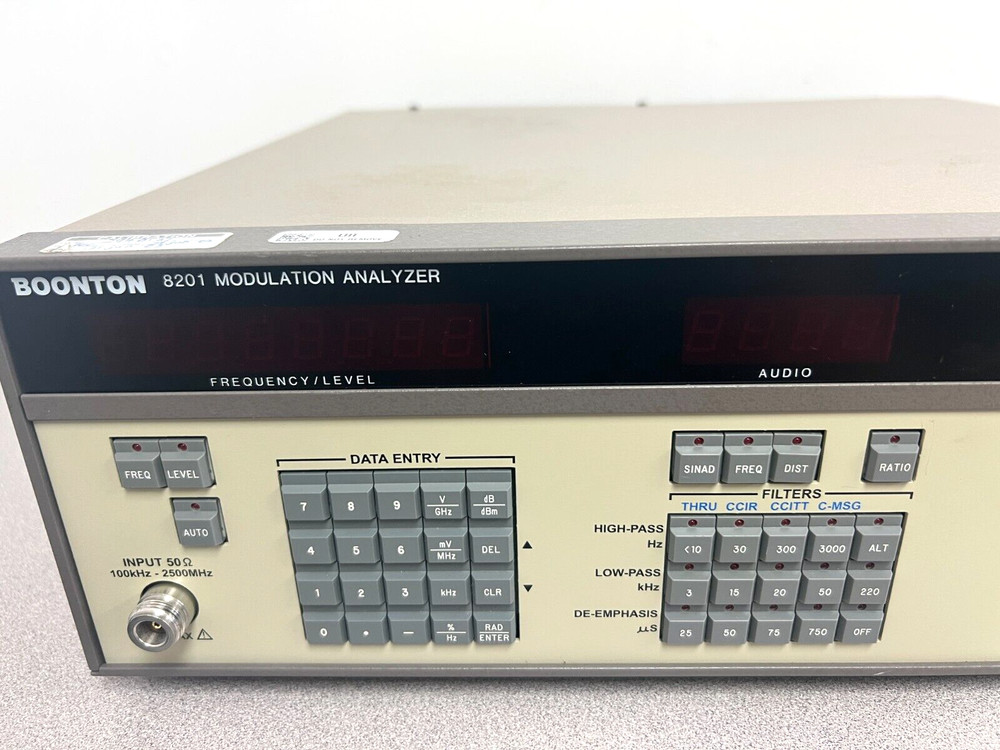 BOONTON 8201 MODULATION ANALYZER
FREQUENCY/LEVEL
AUDIO
FREQ LEVEL
AUTO
INPUT 50Ω
100kHz - 2500MHz
DATA ENTRY
7 8 9 V/GHz dB/dBm
4 5 6 mV/MHz DEL ▲
1 2 3 kHz CLR ▼
0 . — %/Hz RAD ENTER
SINAD FREQ DIST RATIO
FILTERS
THRU CCIR CCITT C-MSG
HIGH-PASS Hz <10 30 300 3000 ALT
LOW-PASS kHz 3 15 20 50 220
DE-EMPHASIS µS 25 50 75 750 OFF